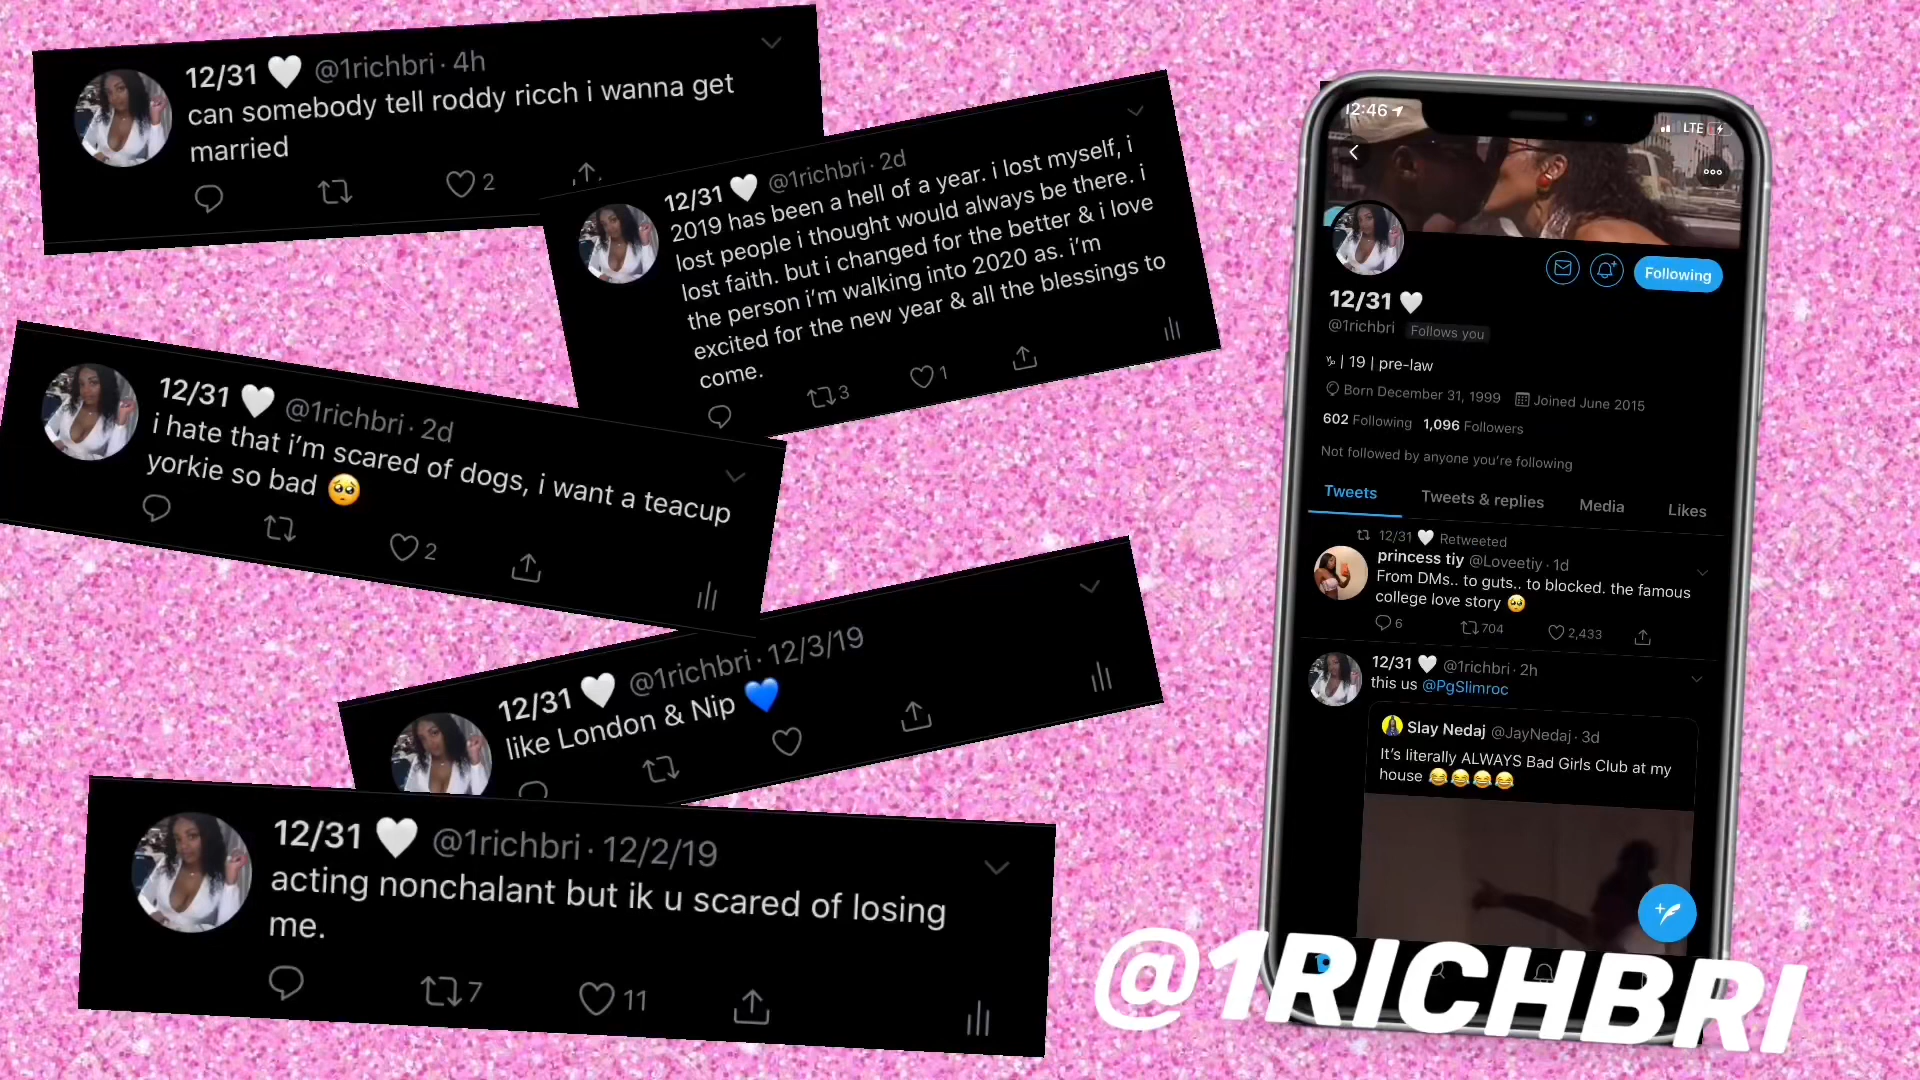 12/31 🤍 @1richbri · 4h
can somebody tell roddy ricch i wanna get
married
2
12/31 🤍 @1richbri · 2d
2019 has been a hell of a year. i lost myself, i
lost people i thought would always be there. i
lost faith. but i changed for the better & i love
the person i'm walking into 2020 as. i'm
excited for the new year & all the blessings to
come.
3 1
12/31 🤍 @1richbri · 2d
i hate that i'm scared of dogs, i want a teacup
yorkie so bad 🥺
2
12/31 🤍 @1richbri · 12/3/19
like London & Nip 💙
12/31 🤍 @1richbri · 12/2/19
acting nonchalant but ik u scared of losing
me.
7 11
12:46 LTE
Following
12/31 🤍
@1richbri Follows you
♑︎ | 19 | pre-law
Born December 31, 1999 Joined June 2015
602 Following 1,096 Followers
Not followed by anyone you're following
Tweets Tweets & replies Media Likes
12/31 🤍 Retweeted
princess tiy @Loveetiy · 1d
From DMs.. to guts.. to blocked. the famous
college love story 🥺
6 704 2,433
12/31 🤍 @1richbri · 2h
this us @PgSlimroc
Slay Nedaj @JayNedaj · 3d
It's literally ALWAYS Bad Girls Club at my
house 😂😂😂😂
@1RICHBRI